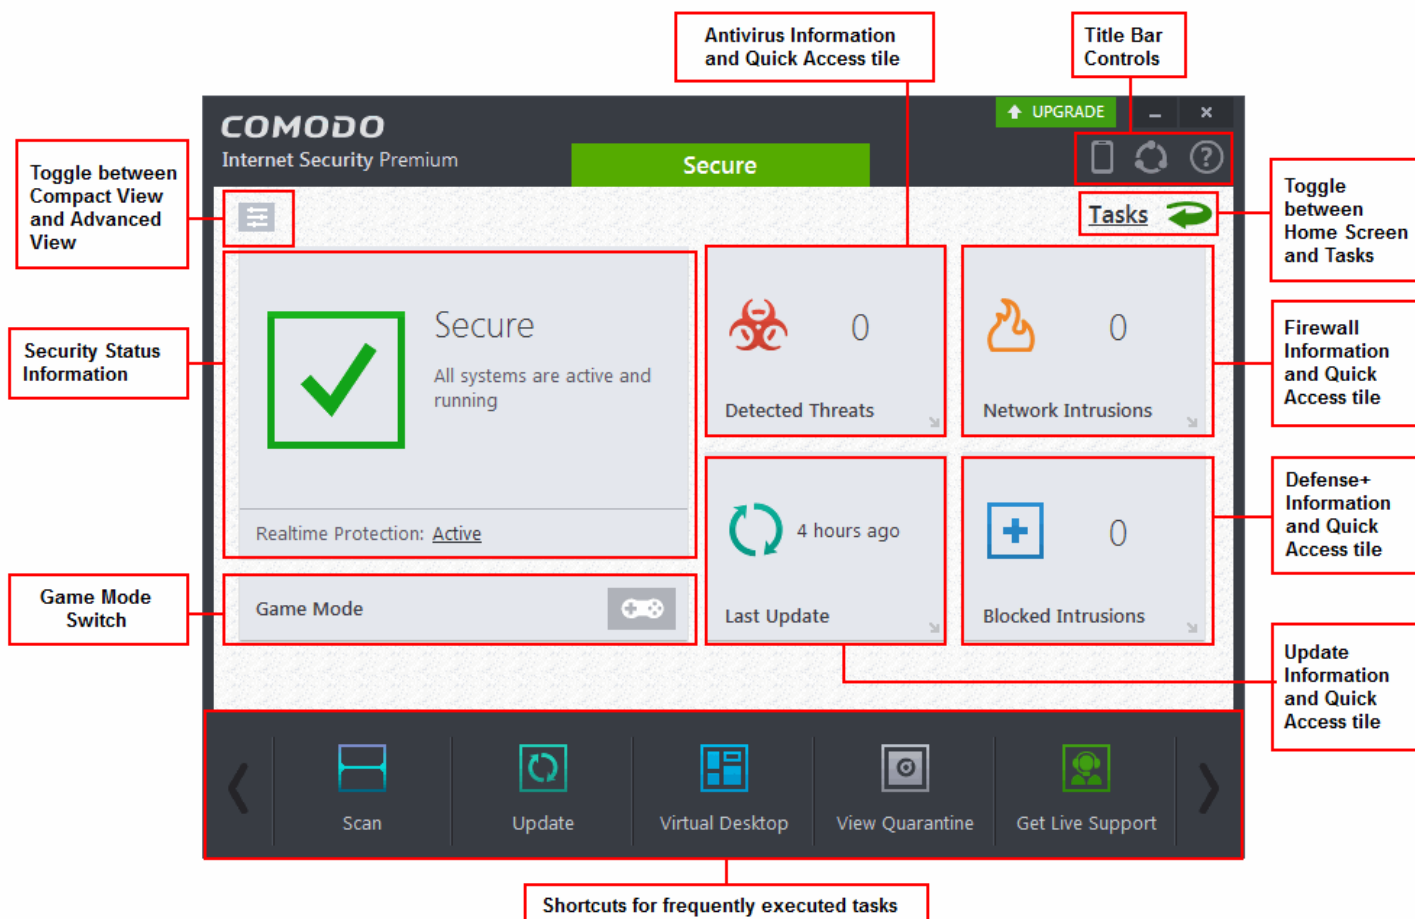 Antivirus Information
and Quick Access tile
Title Bar
Controls
COMODO
Internet Security Premium
Secure
UPGRADE
Toggle between
Compact View
and Advanced
View
Tasks
Toggle
between
Home Screen
and Tasks
Security Status
Information
Secure
All systems are active and
running
Realtime Protection: Active
0
Detected Threats
0
Network Intrusions
Firewall
Information
and Quick
Access tile
4 hours ago
Last Update
0
Blocked Intrusions
Defense+
Information
and Quick
Access tile
Game Mode
Switch
Game Mode
Update
Information
and Quick
Access tile
Scan
Update
Virtual Desktop
View Quarantine
Get Live Support
Shortcuts for frequently executed tasks